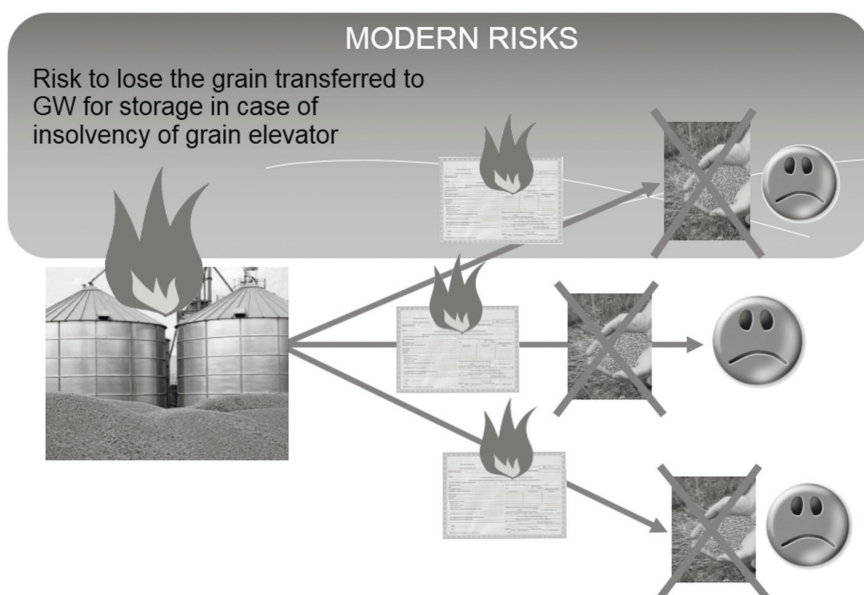 MODERN RISKS
Risk to lose the grain transferred to
GW for storage in case of
insolvency of grain elevator